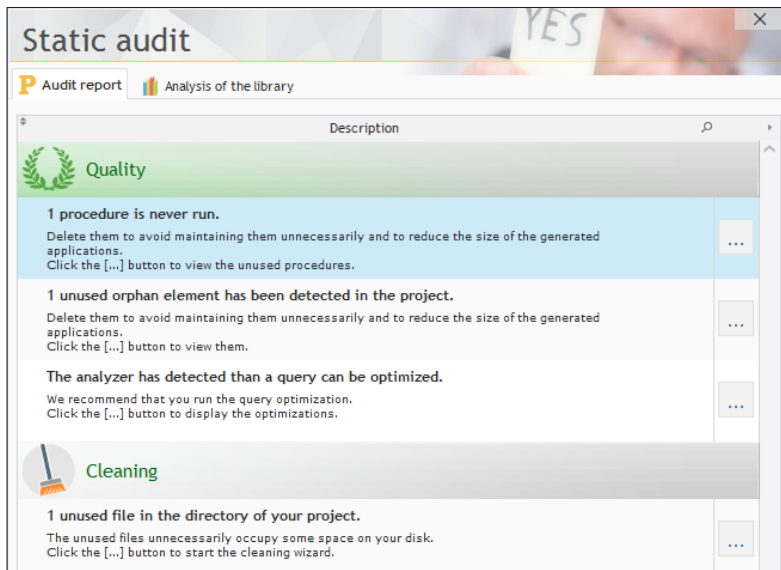 YES
Static audit
Audit report
Analysis of the library
Description
Quality
1 procedure is never run.
Delete them to avoid maintaining them unnecessarily and to reduce the size of the generated
applications.
Click the [...] button to view the unused procedures.
...
1 unused orphan element has been detected in the project.
Delete them to avoid maintaining them unnecessarily and to reduce the size of the generated
applications.
Click the [...] button to view them.
...
The analyzer has detected than a query can be optimized.
We recommend that you run the query optimization.
Click the [...] button to display the optimizations.
...
Cleaning
1 unused file in the directory of your project.
The unused files unnecessarily occupy some space on your disk.
Click the [...] button to start the cleaning wizard.
...